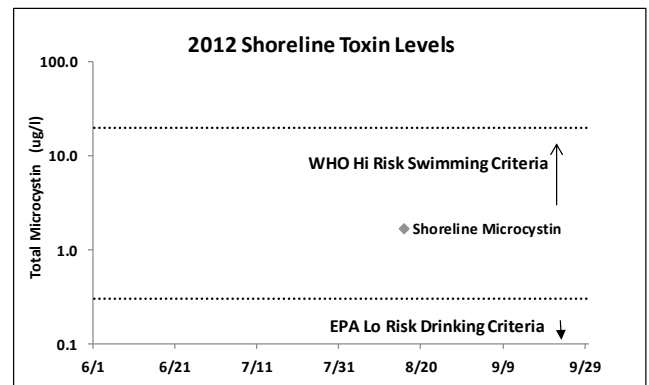 2012 Shoreline Toxin Levels
100.0
10.0
1.0
0.1
Total Microcystin (ug/l)
WHO Hi Risk Swimming Criteria
Shoreline Microcystin
EPA Lo Risk Drinking Criteria
6/1 6/21 7/11 7/31 8/20 9/9 9/29